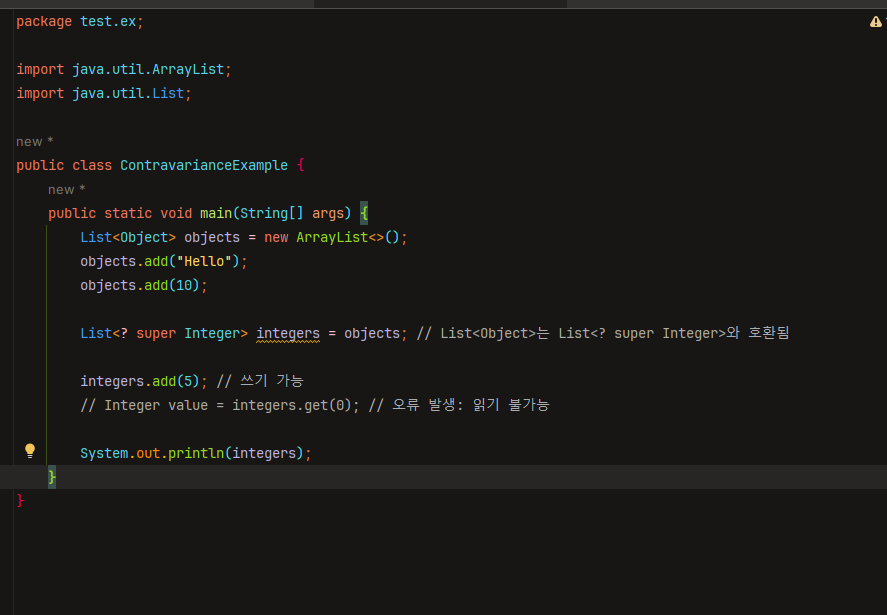 package test.ex;
import java.util.ArrayList;
import java.util.List;
new *
public class ContravarianceExample {
new *
public static void main(String[] args) {
List<Object> objects = new ArrayList<>();
objects.add("Hello");
objects.add(10);
List<? super Integer> integers = objects; // List<Object>는 List<? super Integer>와 호환됨
integers.add(5); // 쓰기 가능
// Integer value = integers.get(0); // 오류 발생: 읽기 불가능
System.out.println(integers);
}
}